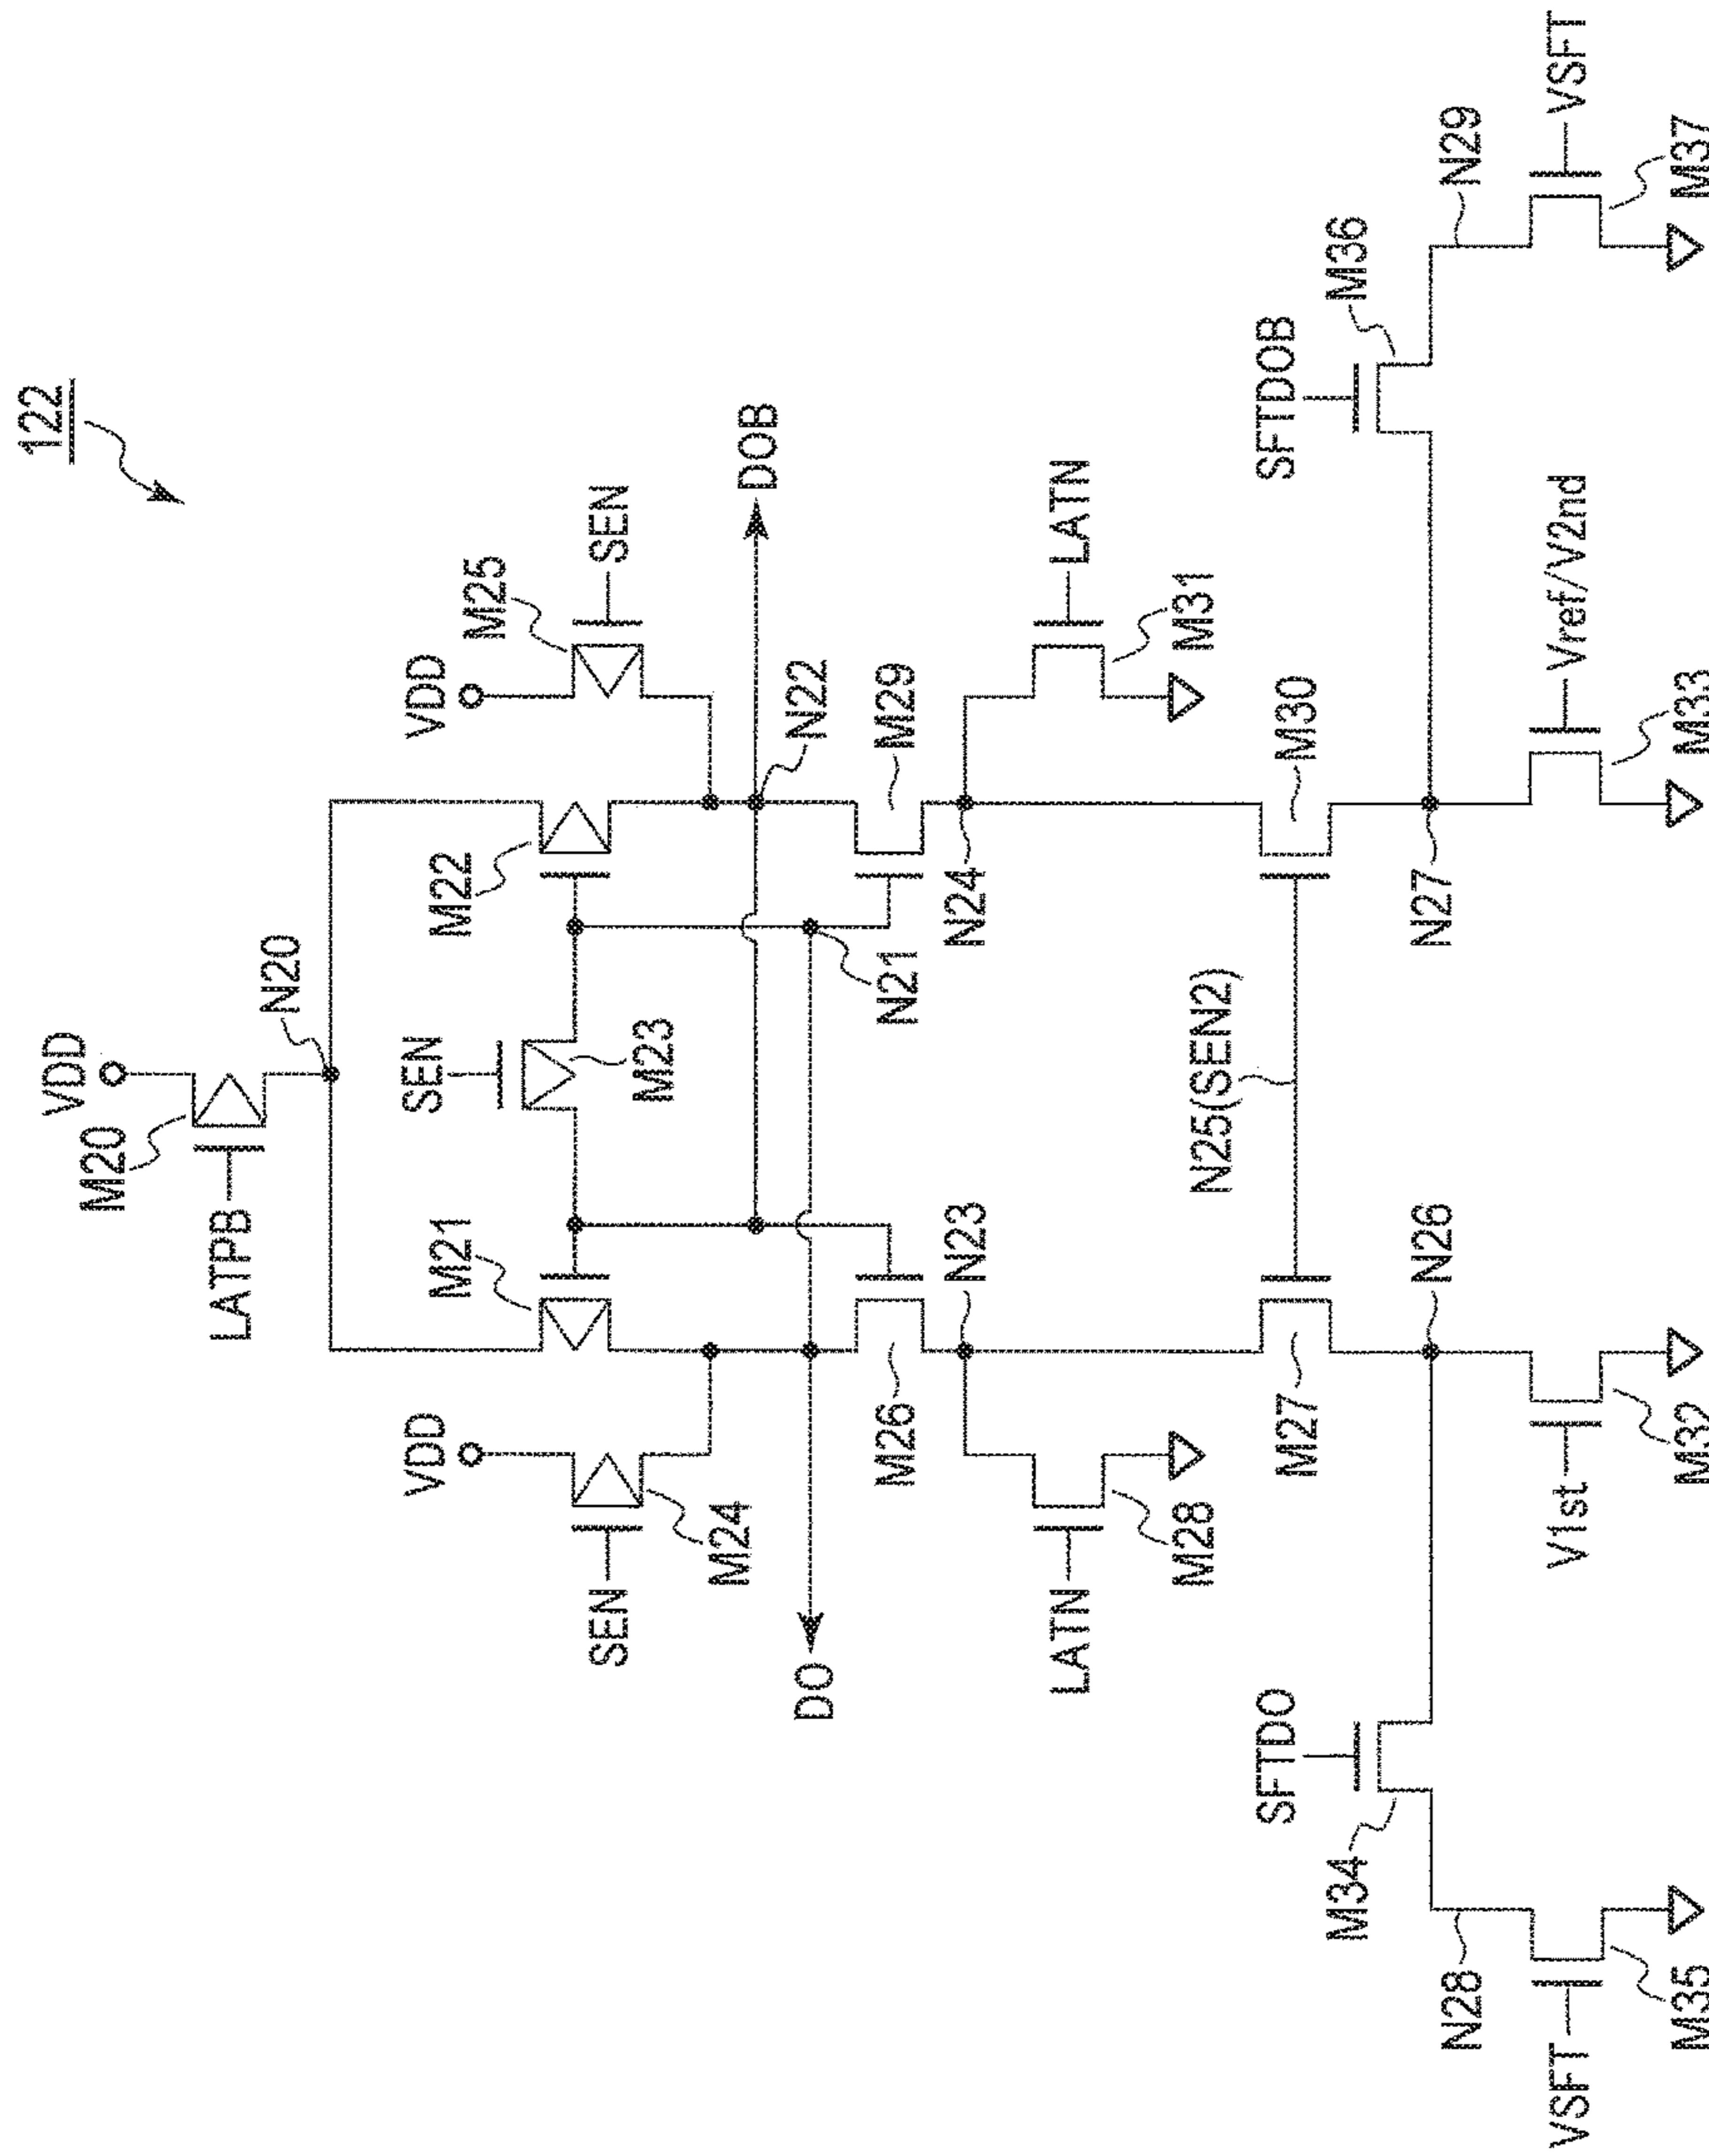 122
VDD
M20
LATPB
N20
M21
M22
SEN
M23
VDD
M24
SEN
VDD
M25
SEN
DO
DOB
N21
N22
M26
M29
N23
N24
LATN
M28
LATN
M31
N25(SEN2)
M27
M30
SFTDO
M34
SFTDOB
M36
N26
N27
N28
N29
VSFT
M35
V1st
M32
Vref/V2nd
M33
VSFT
M37